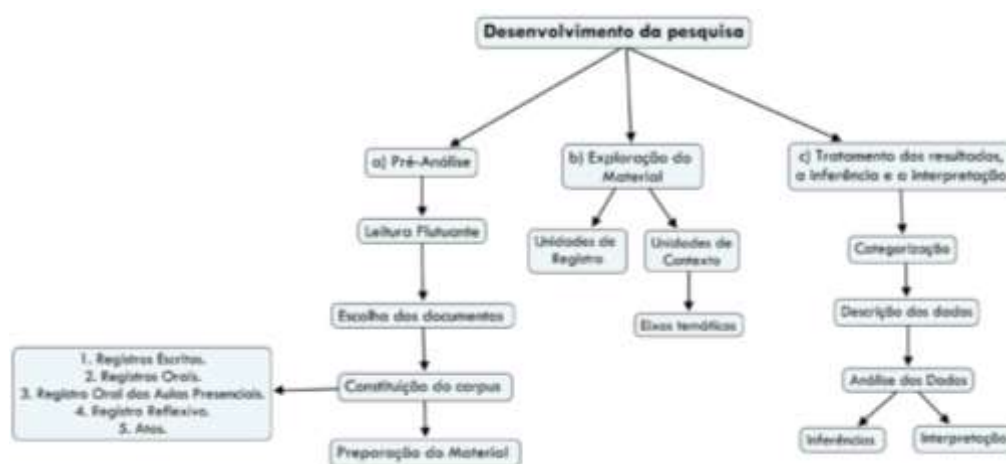 Desenvolvimento da pesquisa
a) Pré-Análise
Leitura Flutuante
Escolha dos documentos
Constituição do corpus
1. Registros Escritos.
2. Registros Orais.
3. Registro Oral das Aulas Presenciais.
4. Registro Reflexivo.
5. Atas.
Preparação do Material
b) Exploração do
Material
Unidades de
Registro
Unidades de
Contexto
Eixos temáticos
c) Tratamento dos resultados,
a Inferência e a Interpretação
Categorização
Descrição dos dados
Análise dos Dados
Inferências
Interpretação